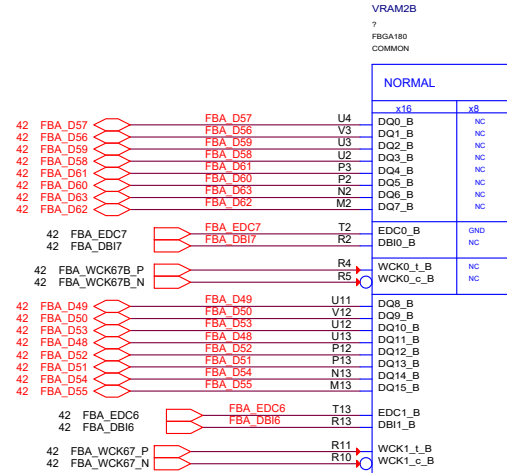 VRAM2B
?
FBGA180
COMMON
NORMAL
x16 x8
42 FBA_D57 FBA_D57 U4 DQ0_B NC
42 FBA_D56 FBA_D56 V3 DQ1_B NC
42 FBA_D59 FBA_D59 U3 DQ2_B NC
42 FBA_D58 FBA_D58 U2 DQ3_B NC
42 FBA_D61 FBA_D61 P3 DQ4_B NC
42 FBA_D60 FBA_D60 P2 DQ5_B NC
42 FBA_D63 FBA_D63 N2 DQ6_B NC
42 FBA_D62 FBA_D62 M2 DQ7_B NC
42 FBA_EDC7 FBA_EDC7 T2 EDC0_B GND
42 FBA_DBI7 FBA_DBI7 R2 DBI0_B NC
42 FBA_WCK67B_P R4 WCK0_t_B NC
42 FBA_WCK67B_N R5 WCK0_c_B NC
42 FBA_D49 FBA_D49 U11 DQ8_B
42 FBA_D50 FBA_D50 V12 DQ9_B
42 FBA_D53 FBA_D53 U12 DQ10_B
42 FBA_D48 FBA_D48 U13 DQ11_B
42 FBA_D52 FBA_D52 P12 DQ12_B
42 FBA_D51 FBA_D51 P13 DQ13_B
42 FBA_D54 FBA_D54 N13 DQ14_B
42 FBA_D55 FBA_D55 M13 DQ15_B
42 FBA_EDC6 FBA_EDC6 T13 EDC1_B
42 FBA_DBI6 FBA_DBI6 R13 DBI1_B
42 FBA_WCK67_P R11 WCK1_t_B
42 FBA_WCK67_N R10 WCK1_c_B